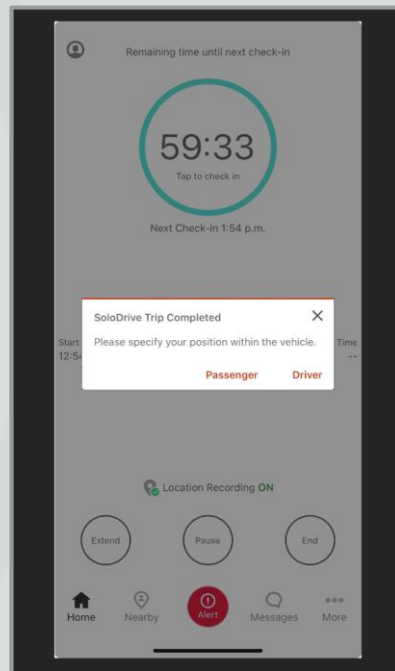 Remaining time until next check-in
59:33
Tap to check in
Next Check-in 1:54 p.m.
SoloDrive Trip Completed
Please specify your position within the vehicle.
Passenger Driver
Start Time
12:54 --
Location Recording ON
Extend Pause End
Alert
Home Nearby Messages More